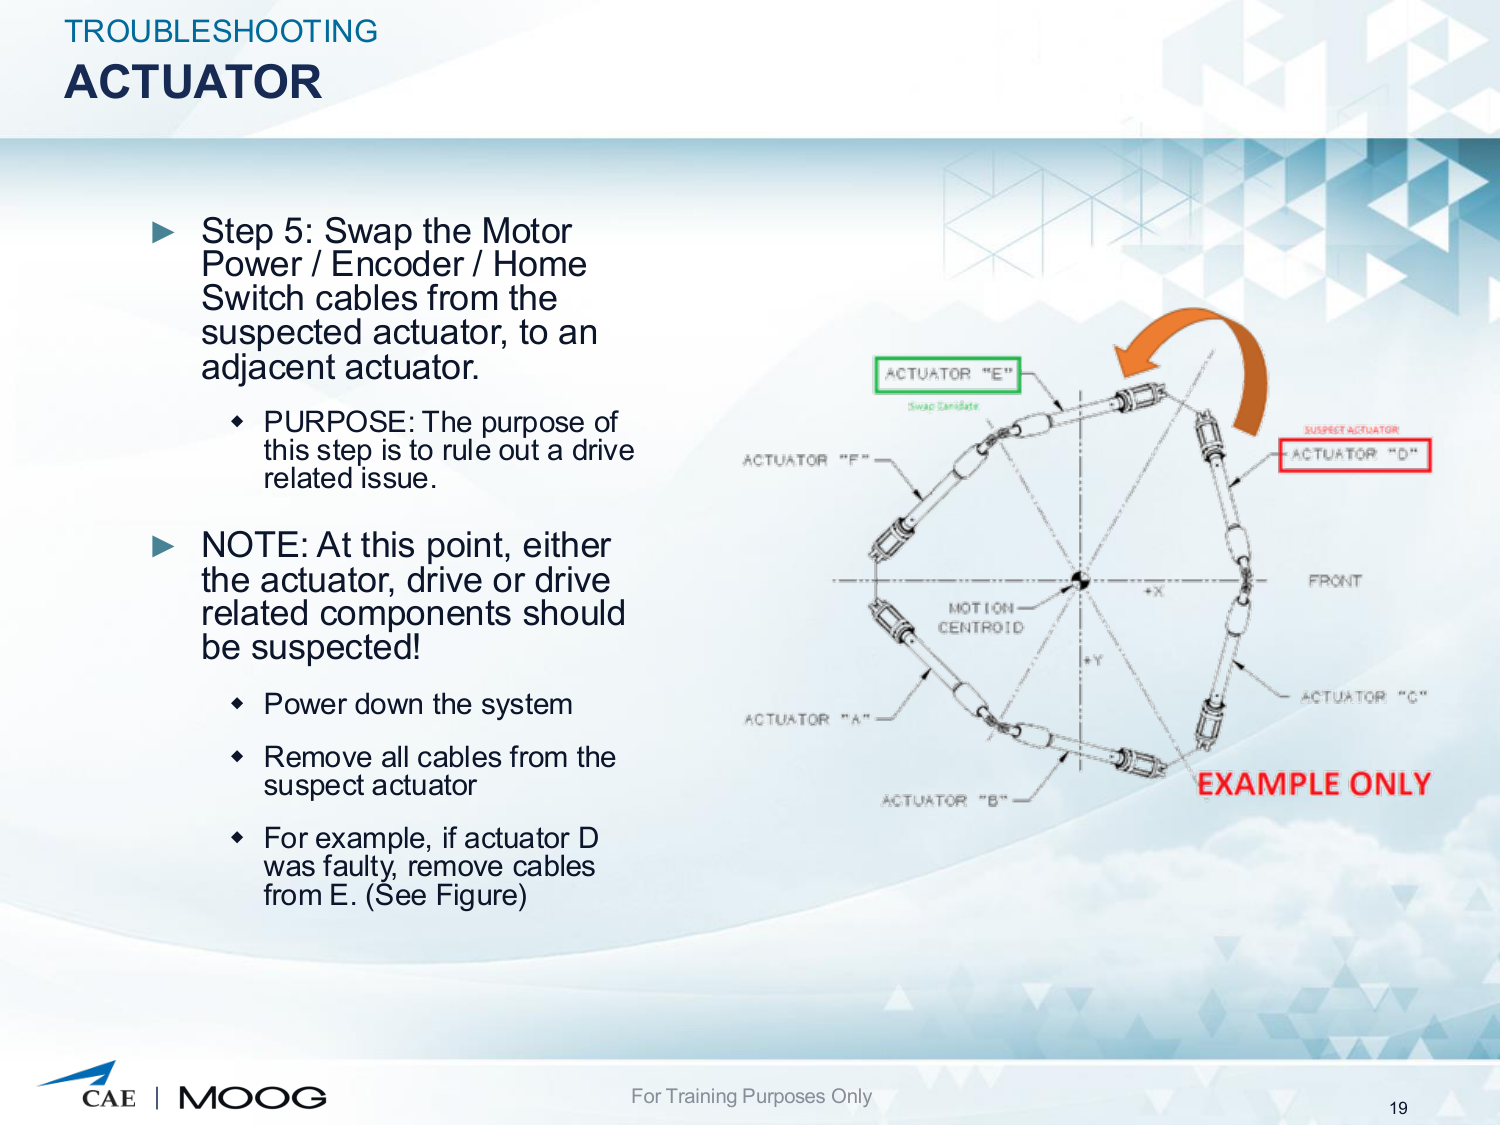 TROUBLESHOOTING
ACTUATOR
Step 5: Swap the Motor
Power / Encoder / Home
Switch cables from the
suspected actuator, to an
adjacent actuator.
PURPOSE: The purpose of
this step is to rule out a drive
related issue.
NOTE: At this point, either
the actuator, drive or drive
related components should
be suspected!
Power down the system
Remove all cables from the
suspect actuator
For example, if actuator D
was faulty, remove cables
from E. (See Figure)
ACTUATOR "E"
Swap Canidate
SUSPECT ACTUATOR
ACTUATOR "D"
ACTUATOR "F"
FRONT
+X
MOTION
CENTROID
+Y
ACTUATOR "C"
ACTUATOR "A"
ACTUATOR "B"
EXAMPLE ONLY
CAE | MOOG
For Training Purposes Only
19